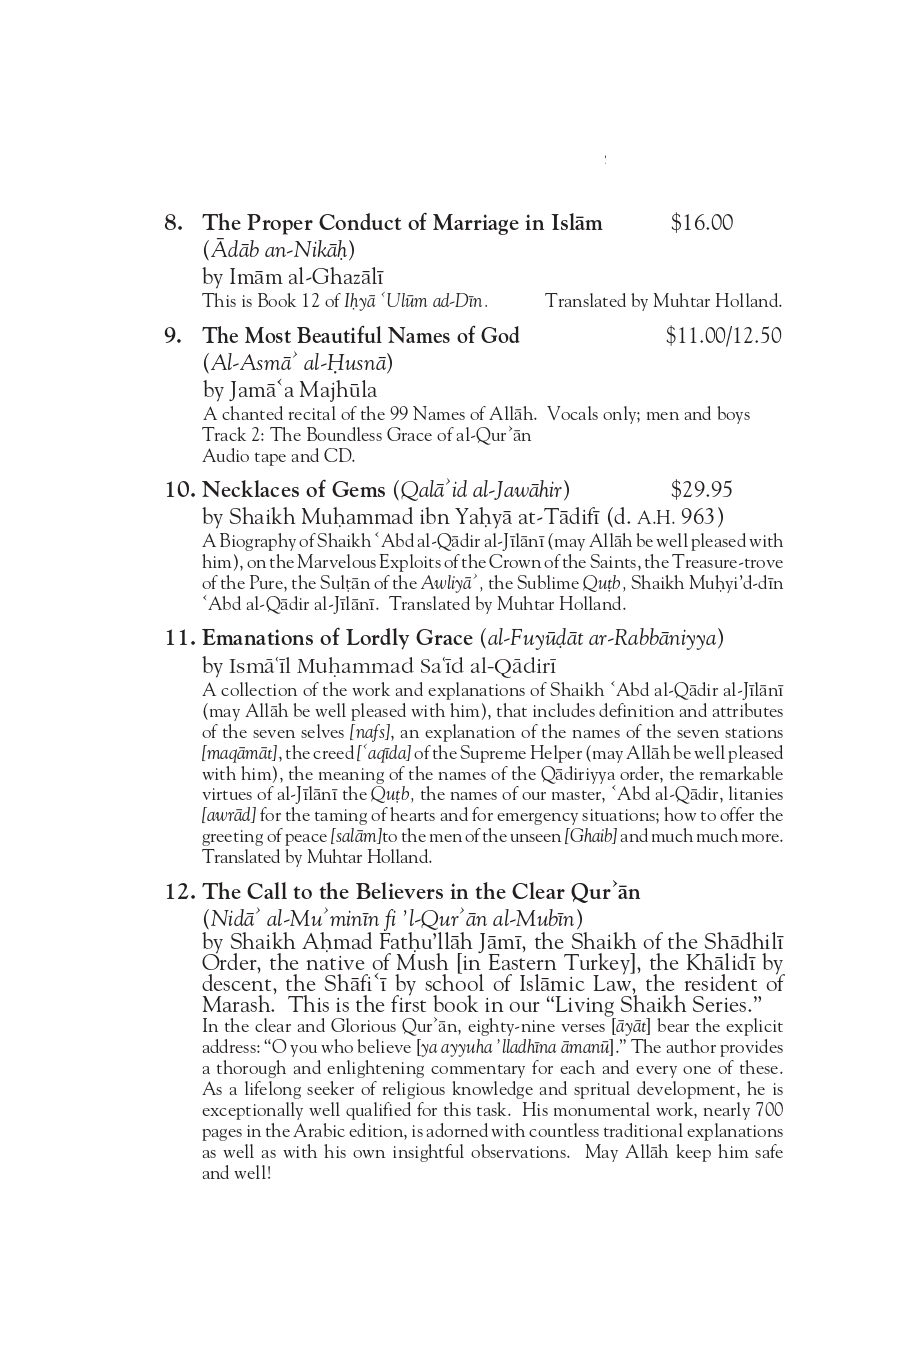 8. The Proper Conduct of Marriage in Islām $16.00
(Ādāb an-Nikāḥ)
by Imām al-Ghazālī
This is Book 12 of Iḥyā ʿUlūm ad-Dīn. Translated by Muhtar Holland.
9. The Most Beautiful Names of God $11.00/12.50
(Al-Asmāʾ al-Ḥusnā)
by Jamāʿa Majhūla
A chanted recital of the 99 Names of Allāh. Vocals only; men and boys
Track 2: The Boundless Grace of al-Qurʾān
Audio tape and CD.
10. Necklaces of Gems (Qalāʾid al-Jawāhir) $29.95
by Shaikh Muḥammad ibn Yaḥyā at-Tādifī (d. A.H. 963)
A Biography of Shaikh ʿAbd al-Qādir al-Jīlānī (may Allāh be well pleased with
him), on the Marvelous Exploits of the Crown of the Saints, the Treasure-trove
of the Pure, the Sulṭān of the Awliyāʾ, the Sublime Quṭb, Shaikh Muḥyi’d-dīn
ʿAbd al-Qādir al-Jīlānī. Translated by Muhtar Holland.
11. Emanations of Lordly Grace (al-Fuyūḍāt ar-Rabbāniyya)
by Ismāʿīl Muḥammad Saʿīd al-Qādirī
A collection of the work and explanations of Shaikh ʿAbd al-Qādir al-Jīlānī
(may Allāh be well pleased with him), that includes definition and attributes
of the seven selves [nafs], an explanation of the names of the seven stations
[maqāmāt], the creed [ʿaqīda] of the Supreme Helper (may Allāh be well pleased
with him), the meaning of the names of the Qādiriyya order, the remarkable
virtues of al-Jīlānī the Quṭb, the names of our master, ʿAbd al-Qādir, litanies
[awrād] for the taming of hearts and for emergency situations; how to offer the
greeting of peace [salām]to the men of the unseen [Ghaib] and much much more.
Translated by Muhtar Holland.
12. The Call to the Believers in the Clear Qurʾān
(Nidāʾ al-Muʾminīn fi ’l-Qurʾān al-Mubīn)
by Shaikh Aḥmad Fatḥu’llāh Jāmī, the Shaikh of the Shādhilī
Order, the native of Mush [in Eastern Turkey], the Khālidī by
descent, the Shāfiʿī by school of Islāmic Law, the resident of
Marash. This is the first book in our “Living Shaikh Series.”
In the clear and Glorious Qurʾān, eighty-nine verses [āyāt] bear the explicit
address: “O you who believe [ya ayyuha ’lladhīna āmanū].” The author provides
a thorough and enlightening commentary for each and every one of these.
As a lifelong seeker of religious knowledge and spritual development, he is
exceptionally well qualified for this task. His monumental work, nearly 700
pages in the Arabic edition, is adorned with countless traditional explanations
as well as with his own insightful observations. May Allāh keep him safe
and well!